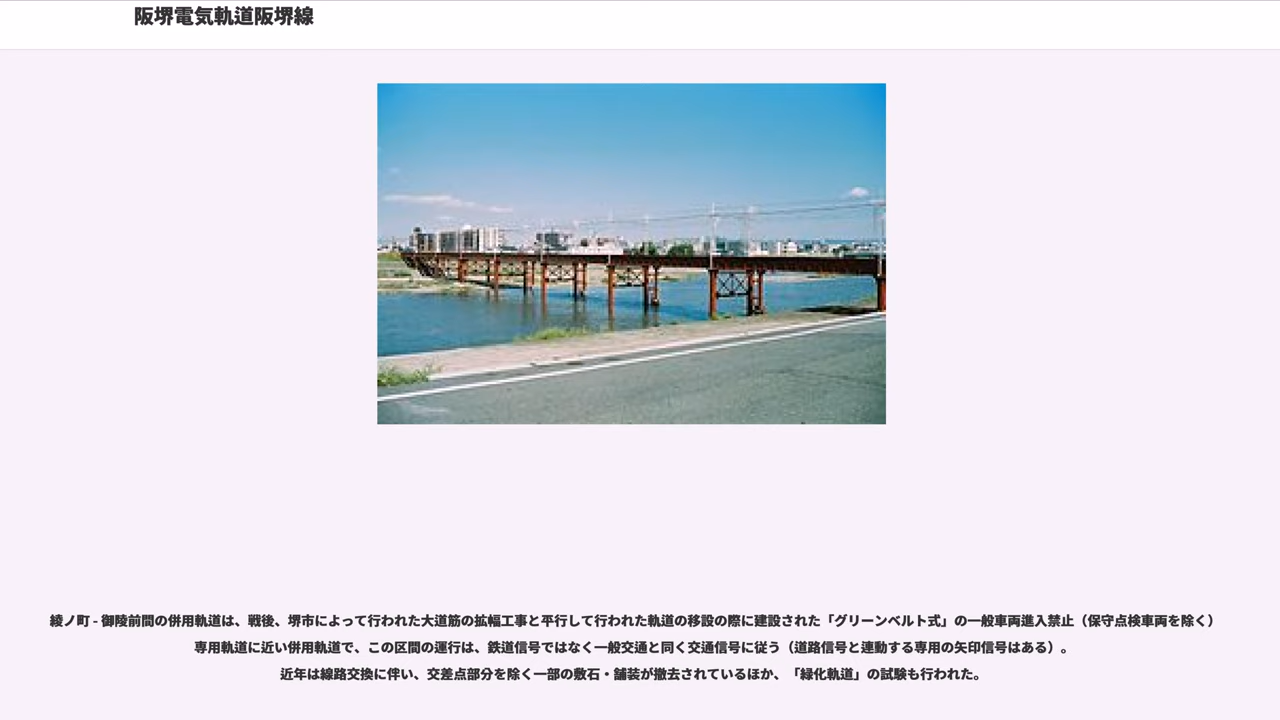 阪堺電気軌道阪堺線
綾ノ町 - 御陵前間の併用軌道は、戦後、堺市によって行われた大道筋の拡幅工事と平行して行われた軌道の移設の際に建設された「グリーンベルト式」の一般車両進入禁止（保守点検車両を除く）
専用軌道に近い併用軌道で、この区間の運行は、鉄道信号ではなく一般交通と同く交通信号に従う（道路信号と連動する専用の矢印信号はある）。
近年は線路交換に伴い、交差点部分を除く一部の敷石・舗装が撤去されているほか、「緑化軌道」の試験も行われた。